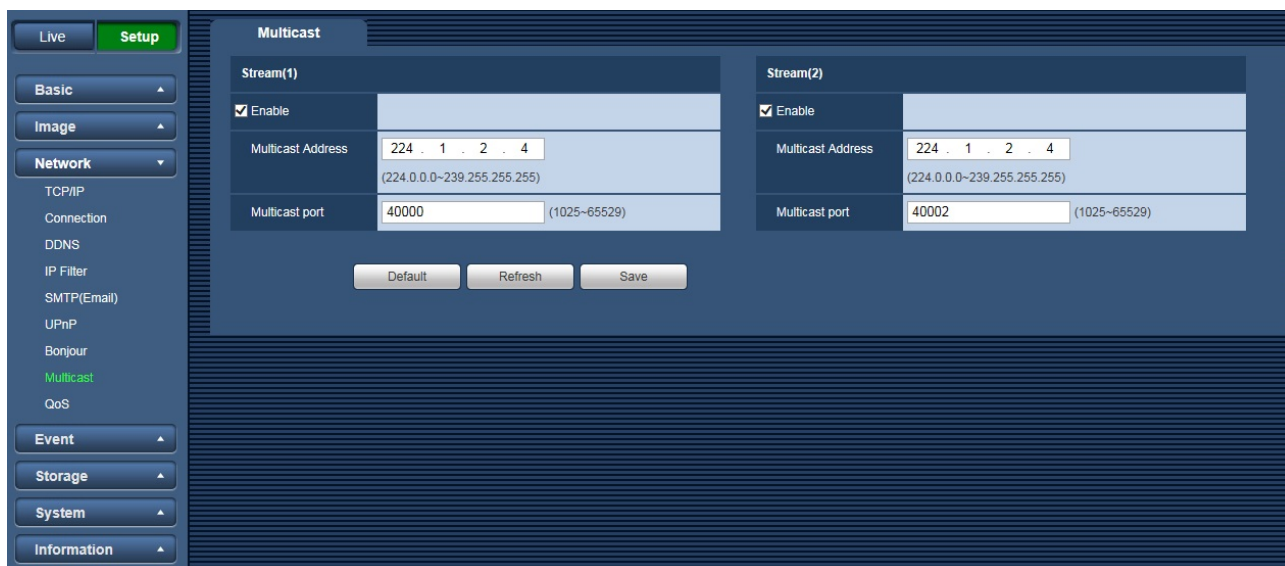 Live Setup
Basic
Image
Network
TCP/IP
Connection
DDNS
IP Filter
SMTP(Email)
UPnP
Bonjour
Multicast
QoS
Event
Storage
System
Information
Multicast
Stream(1)
Enable
Multicast Address 224 . 1 . 2 . 4
(224.0.0.0~239.255.255.255)
Multicast port 40000 (1025~65529)
Stream(2)
Enable
Multicast Address 224 . 1 . 2 . 4
(224.0.0.0~239.255.255.255)
Multicast port 40002 (1025~65529)
Default Refresh Save